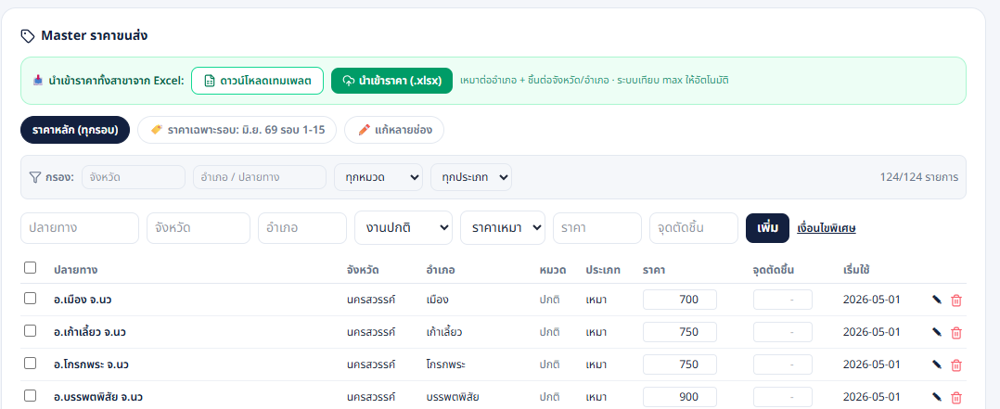 Master ราคาขนส่ง
นำเข้าราคาทั้งสาขาจาก Excel: ดาวน์โหลดเทมเพลต นำเข้าราคา (.xlsx) เหมาต่ออำเภอ + ชิ้นต่อจังหวัด/อำเภอ · ระบบเทียบ max ให้อัตโนมัติ
ราคาหลัก (ทุกรอบ) ราคาเฉพาะรอบ: มิ.ย. 69 รอบ 1-15 แก้หลายช่อง
กรอง: จังหวัด อำเภอ / ปลายทาง ทุกหมวด ทุกประเภท 124/124 รายการ
ปลายทาง จังหวัด อำเภอ งานปกติ ราคาเหมา ราคา จุดตัดชิ้น เพิ่ม เงื่อนไขพิเศษ
ปลายทาง จังหวัด อำเภอ หมวด ประเภท ราคา จุดตัดชิ้น เริ่มใช้
อ.เมือง จ.นว นครสวรรค์ เมือง ปกติ เหมา 700 - 2026-05-01
อ.เก้าเลี้ยว จ.นว นครสวรรค์ เก้าเลี้ยว ปกติ เหมา 750 - 2026-05-01
อ.โกรกพระ จ.นว นครสวรรค์ โกรกพระ ปกติ เหมา 750 - 2026-05-01
อ.บรรพตพิสัย จ.นว นครสวรรค์ บรรพตพิสัย ปกติ เหมา 900 - 2026-05-01